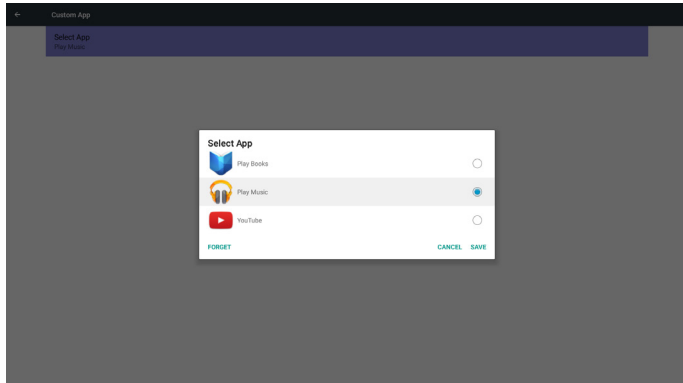 Custom App
Select App
Play Music
Select App
Play Books
Play Music
YouTube
FORGET CANCEL SAVE